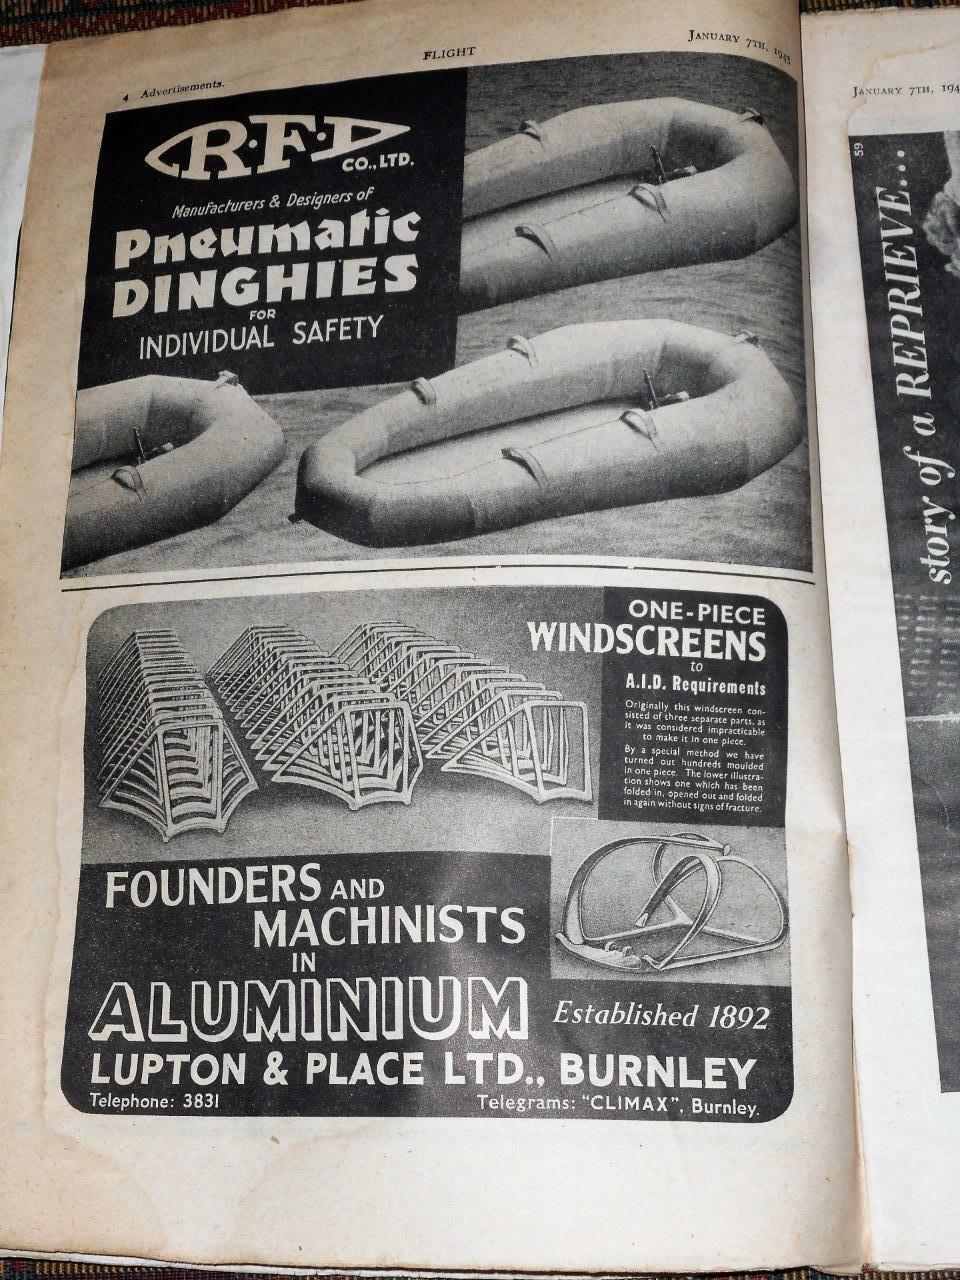 4 Advertisements.
FLIGHT
JANUARY 7TH, 1943
R·F·D
CO., LTD.
Manufacturers & Designers of
Pneumatic
DINGHIES
FOR
INDIVIDUAL SAFETY
ONE-PIECE
WINDSCREENS
to
A.I.D. Requirements
Originally this windscreen con-
sisted of three separate parts, as
it was considered impracticable
to make it in one piece.
By a special method we have
turned out hundreds moulded
in one piece. The lower illustra-
tion shows one which has been
folded in, opened out and folded
in again without signs of fracture.
FOUNDERS AND
MACHINISTS
IN
ALUMINIUM
Established 1892
LUPTON & PLACE LTD., BURNLEY
Telephone: 3831
Telegrams: "CLIMAX", Burnley.
JANUARY 7TH, 194
59
story of a REPRIEVE...